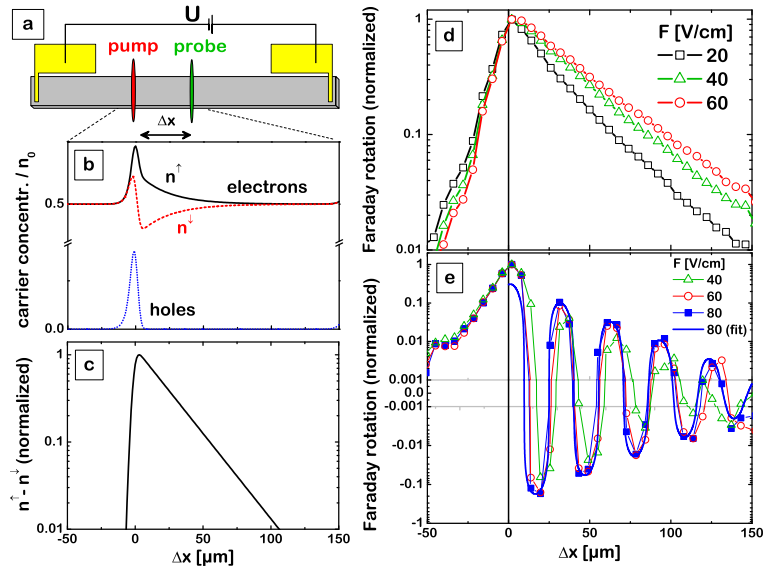 a
U
pump
probe
Δx
b
carrier concentr. / n0
0.5
0.0
n↑
electrons
n↓
holes
c
n↑- n↓ (normalized)
1
0.1
0.01
-50
0
50
100
150
Δx [µm]
d
Faraday rotation (normalized)
1
0.1
0.01
F [V/cm]
20
40
60
e
Faraday rotation (normalized)
1
0.1
0.01
0.001
0.0
-0.001
-0.01
-0.1
-1
F [V/cm]
40
60
80
80 (fit)
-50
0
50
100
150
Δx [µm]